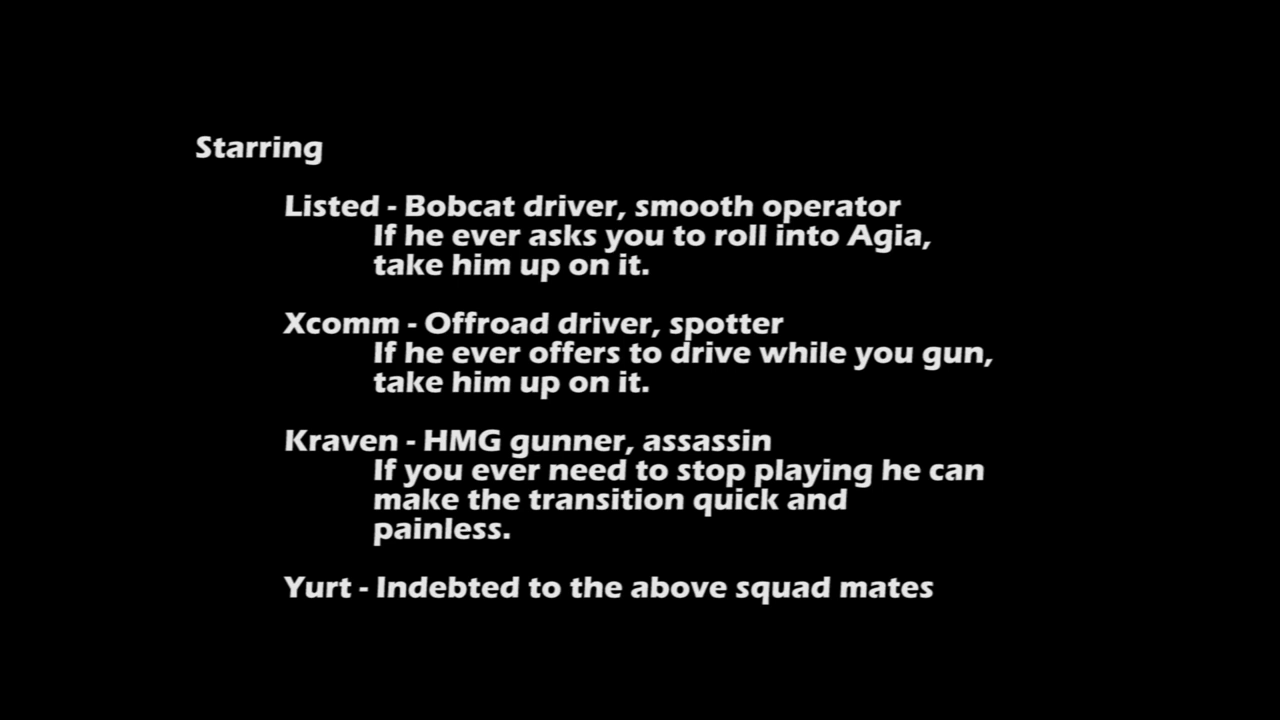 Starring
Listed - Bobcat driver, smooth operator
If he ever asks you to roll into Agia,
take him up on it.
Xcomm - Offroad driver, spotter
If he ever offers to drive while you gun,
take him up on it.
Kraven - HMG gunner, assassin
If you ever need to stop playing he can
make the transition quick and
painless.
Yurt - Indebted to the above squad mates